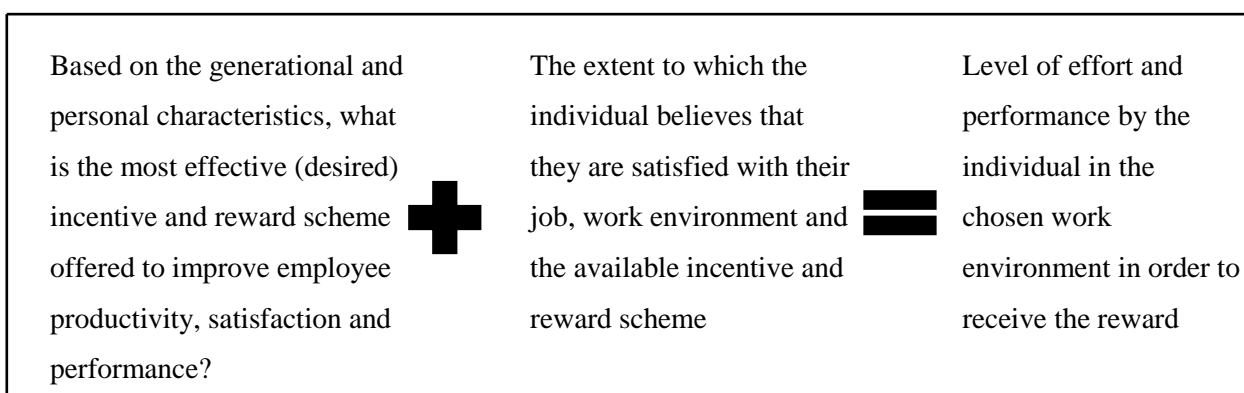 Based on the generational and
personal characteristics, what
is the most effective (desired)
incentive and reward scheme
offered to improve employee
productivity, satisfaction and
performance?
The extent to which the
individual believes that
they are satisfied with their
job, work environment and
the available incentive and
reward scheme
Level of effort and
performance by the
individual in the
chosen work
environment in order to
receive the reward